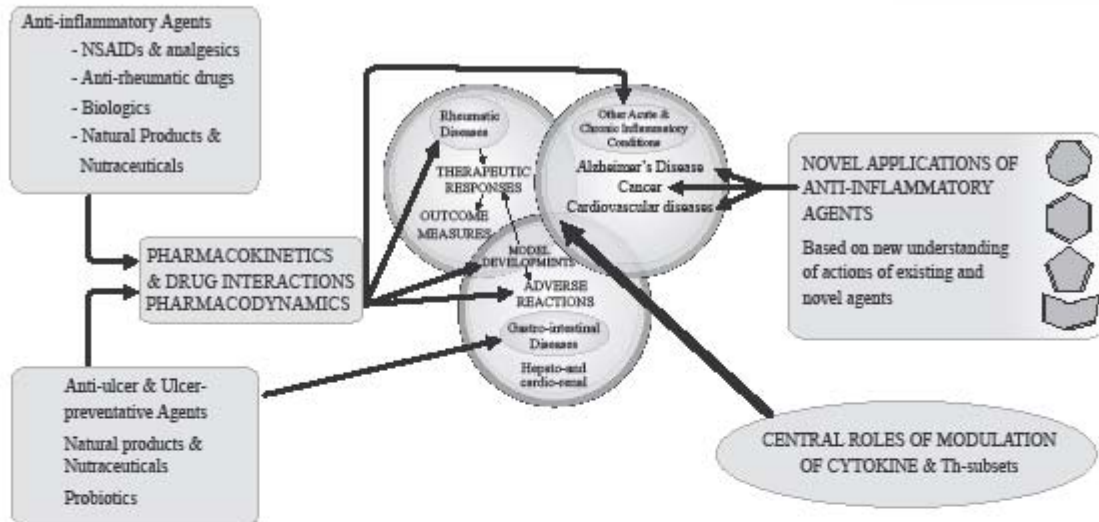 Anti-inflammatory Agents
- NSAIDs & analgesics
- Anti-rheumatic drugs
- Biologics
- Natural Products &
Nutraceuticals
PHARMACOKINETICS
& DRUG INTERACTIONS
PHARMACODYNAMICS
Anti-ulcer & Ulcer-
preventative Agents
Natural products &
Nutraceuticals
Probiotics
Rheumatic
Diseases
THERAPEUTIC
RESPONSES
OUTCOME
MEASURES
Other Acute &
Chronic Inflammatory
Conditions
Alzheimer's Disease
Cancer
Cardiovascular diseases
MODEL
DEVELOPMENTS
ADVERSE
REACTIONS
Gastro-intestinal
Diseases
Hepato-and
cardio-renal
NOVEL APPLICATIONS OF
ANTI-INFLAMMATORY
AGENTS
Based on new understanding
of actions of existing and
novel agents
CENTRAL ROLES OF MODULATION
OF CYTOKINE & Th-subsets